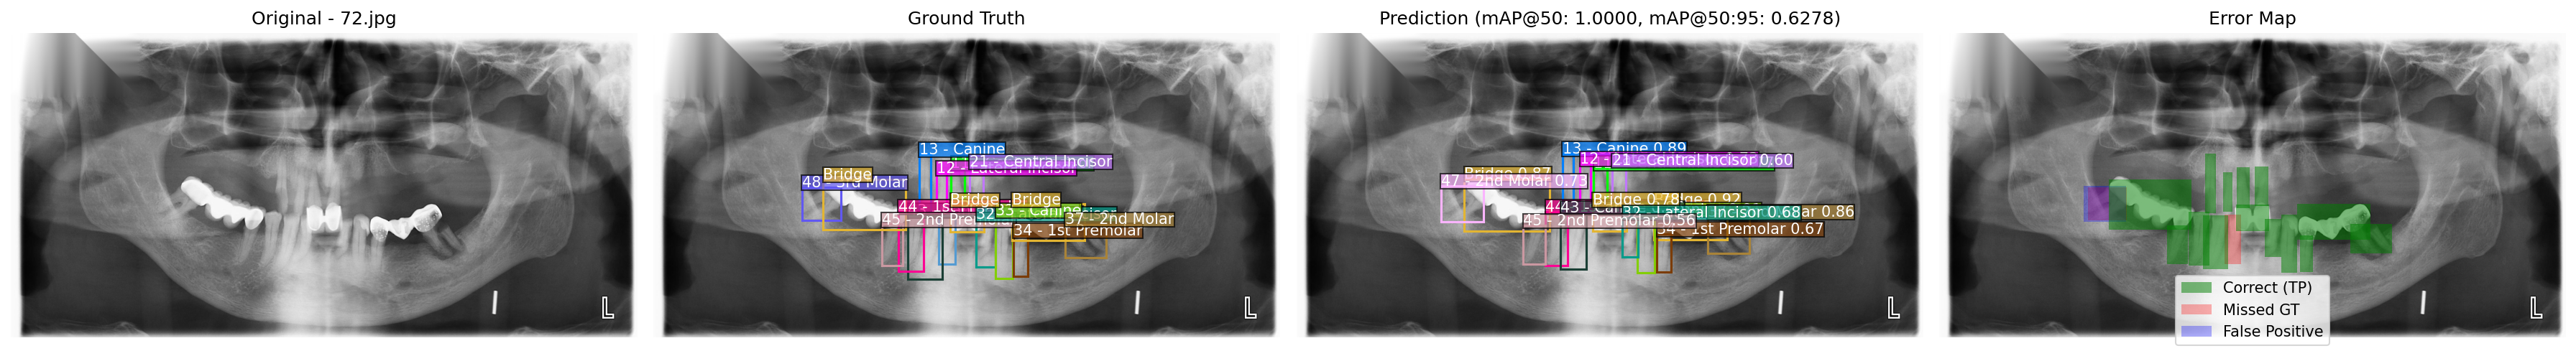 Original - 72.jpg
Ground Truth
Prediction (mAP@50: 1.0000, mAP@50:95: 0.6278)
Error Map
13 - Canine
21 - Central Incisor
12 - Lateral Incisor
Bridge
48 - 3rd Molar
Bridge
Bridge
44 - 1st
33 - Canine
32
45 - 2nd Premolar
37 - 2nd Molar
34 - 1st Premolar
13 - Canine 0.89
12 -
21 - Central Incisor 0.60
Bridge 0.87
47 - 2nd Molar 0.73
Bridge 0.78
0.92
44
43 - Can
32 - Lateral Incisor 0.68
ar 0.86
45 - 2nd Premolar 0.56
34 - 1st Premolar 0.67
L
L
L
L
Correct (TP)
Missed GT
False Positive